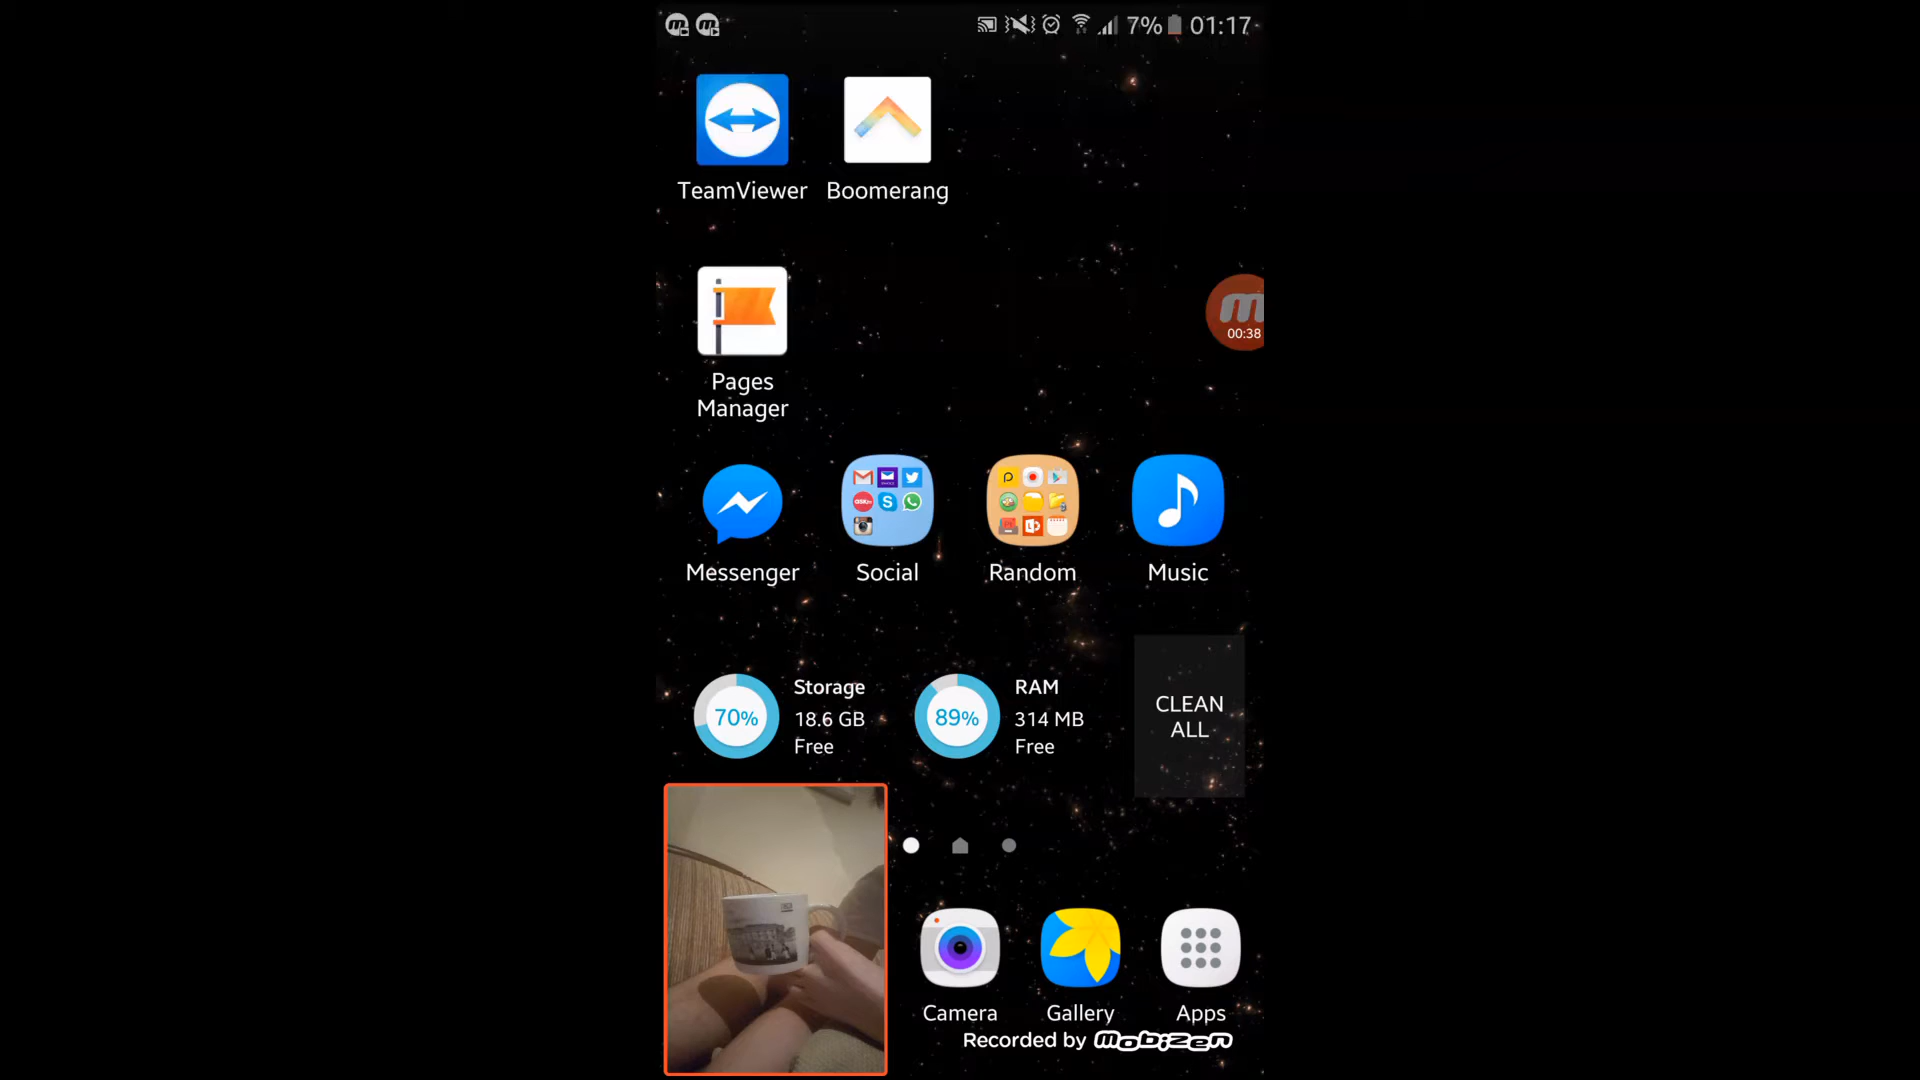 7% 01:17
TeamViewer Boomerang
00:38
Pages
Manager
Messenger Social Random Music
Storage
70% 18.6 GB
Free
RAM
89% 314 MB
Free
CLEAN
ALL
Camera Gallery Apps
Recorded by Mobizen